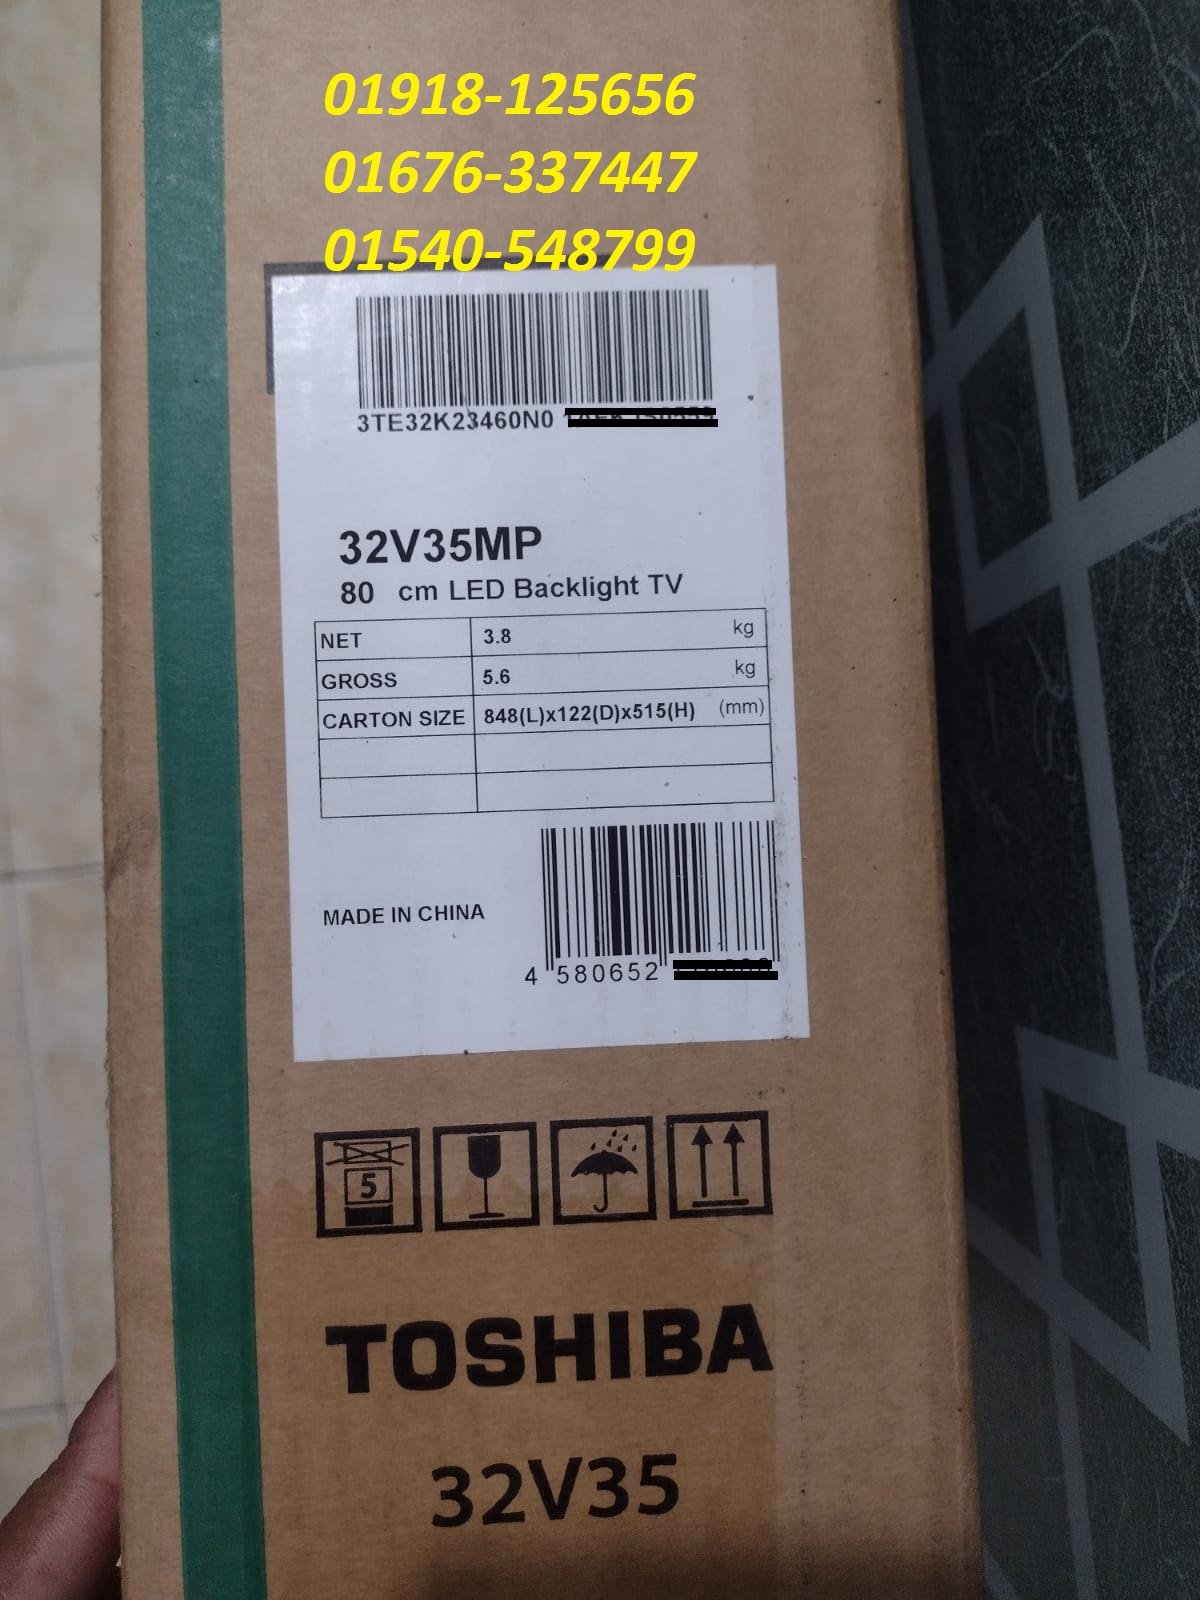 01918-125656
01676-337447
01540-548799
3TE32K23460N0
32V35MP
80 cm LED Backlight TV
NET 3.8 kg
GROSS 5.6 kg
CARTON SIZE 848(L)x122(D)x515(H) (mm)
MADE IN CHINA
4 580652
5
TOSHIBA
32V35